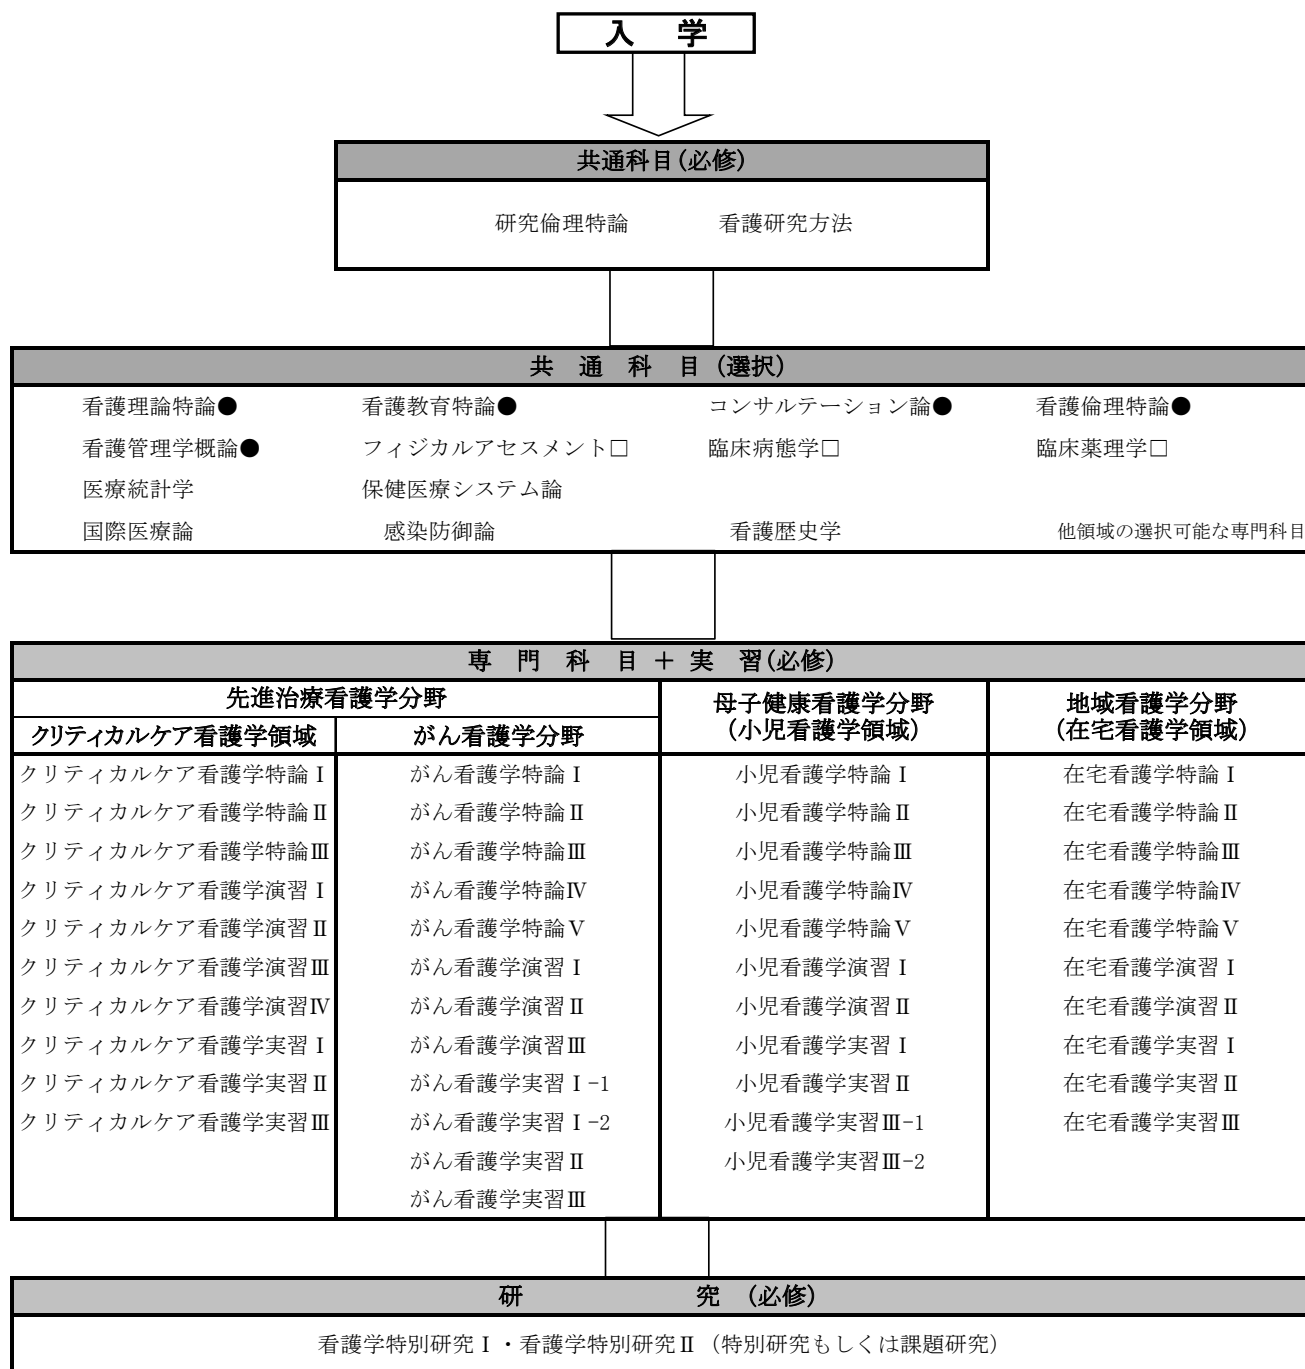 入　学
共通科目(必修)
研究倫理特論　看護研究方法
共　通　科　目　(選択)
看護理論特論●　看護教育特論●　コンサルテーション論●　看護倫理特論●
看護管理学概論●　フィジカルアセスメント□　臨床病態学□　臨床薬理学□
医療統計学　保健医療システム論
国際医療論　感染防御論　看護歴史学　他領域の選択可能な専門科目
専　門　科　目　＋　実　習(必修)
先進治療看護学分野　母子健康看護学分野　地域看護学分野
(小児看護学領域)　(在宅看護学領域)
クリティカルケア看護学領域　がん看護学分野
クリティカルケア看護学特論Ⅰ　がん看護学特論Ⅰ　小児看護学特論Ⅰ　在宅看護学特論Ⅰ
クリティカルケア看護学特論Ⅱ　がん看護学特論Ⅱ　小児看護学特論Ⅱ　在宅看護学特論Ⅱ
クリティカルケア看護学特論Ⅲ　がん看護学特論Ⅲ　小児看護学特論Ⅲ　在宅看護学特論Ⅲ
クリティカルケア看護学演習Ⅰ　がん看護学特論Ⅳ　小児看護学特論Ⅳ　在宅看護学特論Ⅳ
クリティカルケア看護学演習Ⅱ　がん看護学特論Ⅴ　小児看護学特論Ⅴ　在宅看護学特論Ⅴ
クリティカルケア看護学演習Ⅲ　がん看護学演習Ⅰ　小児看護学演習Ⅰ　在宅看護学演習Ⅰ
クリティカルケア看護学演習Ⅳ　がん看護学演習Ⅱ　小児看護学演習Ⅱ　在宅看護学演習Ⅱ
クリティカルケア看護学実習Ⅰ　がん看護学演習Ⅲ　小児看護学実習Ⅰ　在宅看護学実習Ⅰ
クリティカルケア看護学実習Ⅱ　がん看護学実習Ⅰ-1　小児看護学実習Ⅱ　在宅看護学実習Ⅱ
クリティカルケア看護学実習Ⅲ　がん看護学実習Ⅰ-2　小児看護学実習Ⅲ-1　在宅看護学実習Ⅲ
がん看護学実習Ⅱ　小児看護学実習Ⅲ-2
がん看護学実習Ⅲ
研　　　究　(必修)
看護学特別研究Ⅰ・看護学特別研究Ⅱ（特別研究もしくは課題研究）